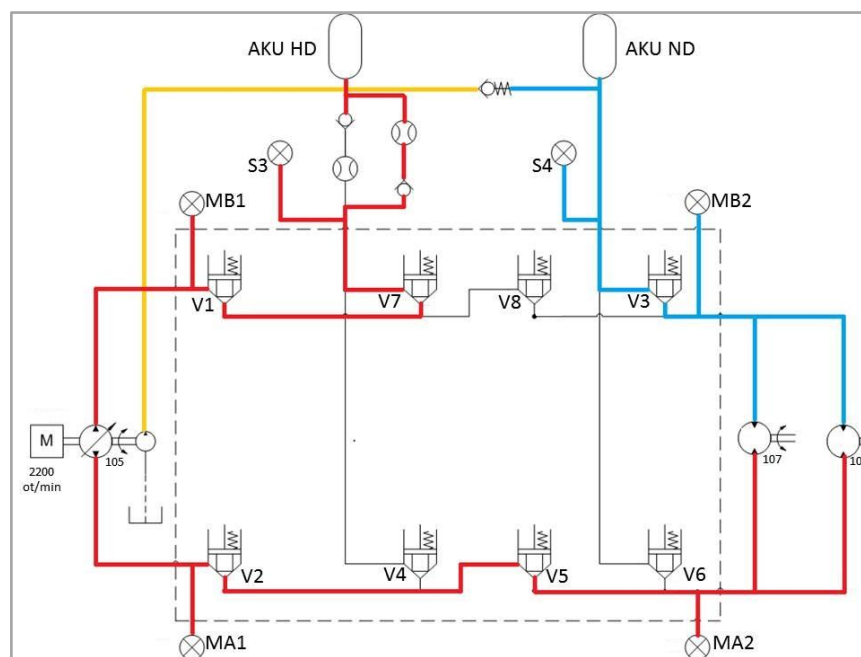 AKU HD
AKU ND
S3
S4
MB1
MB2
V1
V7
V8
V3
M
105
2200
ot/min
107
10
V2
V4
V5
V6
MA1
MA2